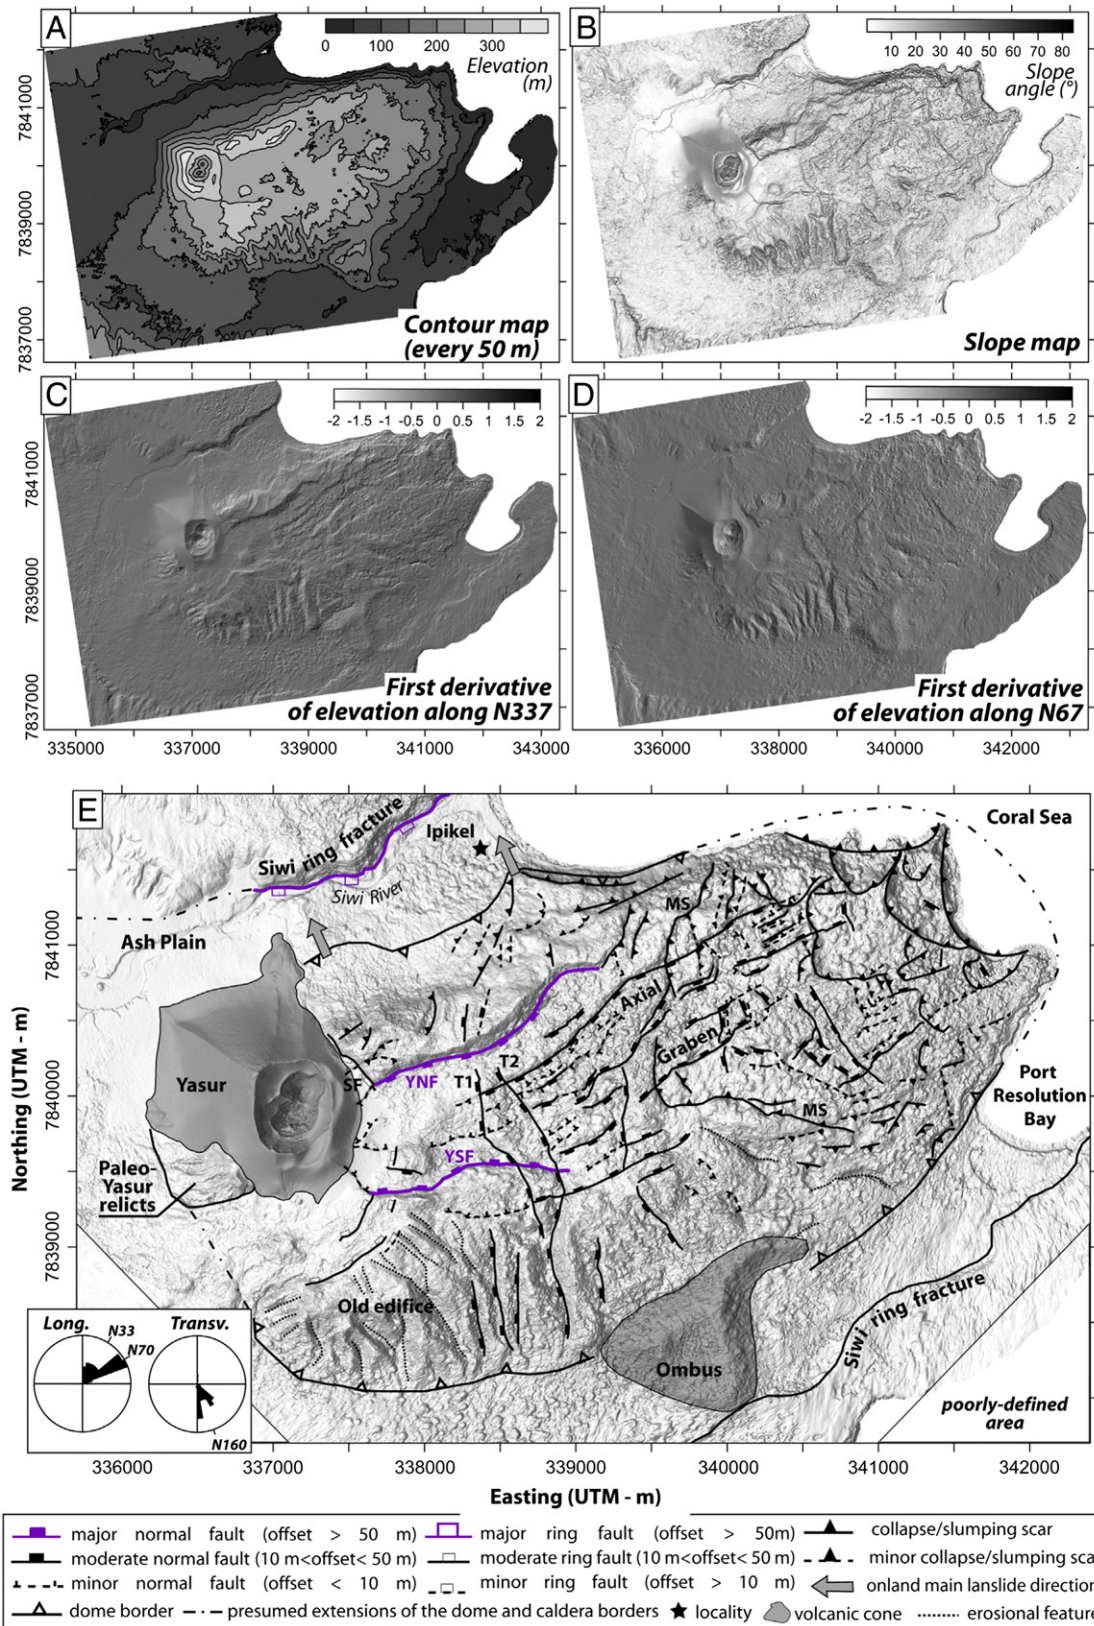 A
0 100 200 300
Elevation
(m)
7841000
7839000
7837000
Contour map
(every 50 m)
B
10 20 30 40 50 60 70 80
Slope
angle (°)
Slope map
C
-2 -1.5 -1 -0.5 0 0.5 1 1.5 2
7841000
7839000
7837000
First derivative
of elevation along N337
335000 337000 339000 341000 343000
D
-2 -1.5 -1 -0.5 0 0.5 1 1.5 2
First derivative
of elevation along N67
336000 338000 340000 342000
E
Siwi ring fracture
Ipikel
Coral Sea
Siwi River
MS
Ash Plain
Axial
Graben
T2
Yasur
SF
YNF
T1
Port
Resolution
Bay
MS
YSF
Paleo-
Yasur
relicts
Old edifice
Siwi ring fracture
Ombus
poorly-defined
area
Long.
N33
N70
Transv.
N160
Northing (UTM - m)
7841000
7840000
7839000
336000 337000 338000 339000 340000 341000 342000
Easting (UTM - m)
major normal fault (offset > 50 m) major ring fault (offset > 50m) collapse/slumping scar
moderate normal fault (10 m<offset< 50 m) moderate ring fault (10 m<offset< 50 m) minor collapse/slumping sca
minor normal fault (offset < 10 m) minor ring fault (offset > 10 m) onland main lanslide direction
dome border presumed extensions of the dome and caldera borders locality volcanic cone erosional feature